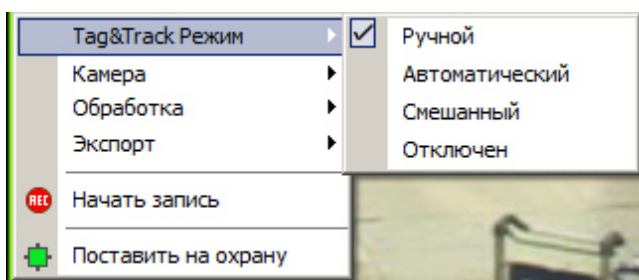 Tag&Track Режим
Камера
Обработка
Экспорт
REC Начать запись
Поставить на охрану
Ручной
Автоматический
Смешанный
Отключен